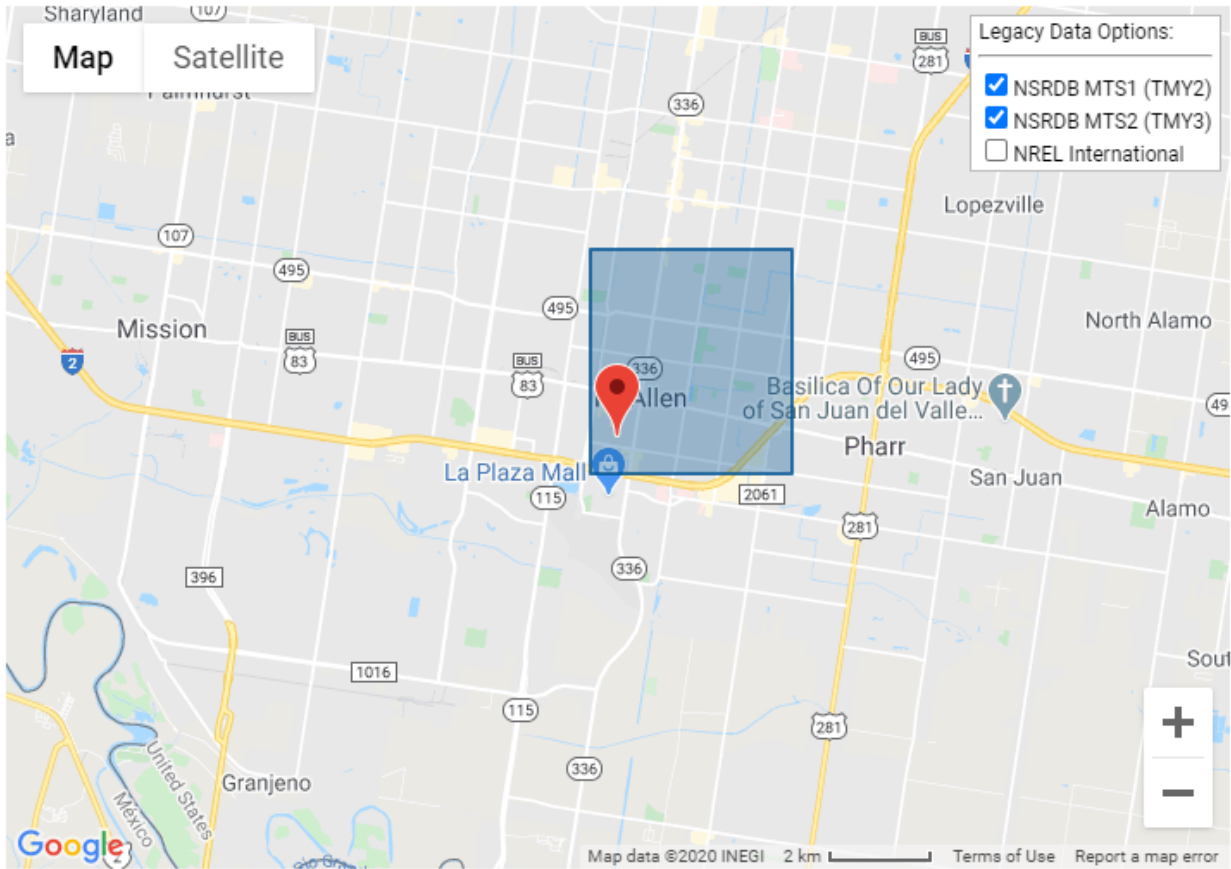 Sharyland
107
Map
Satellite
Palmhurst
BUS
281
Legacy Data Options:
NSRDB MTS1 (TMY2)
NSRDB MTS2 (TMY3)
NREL International
336
a
Lopezville
107
495
495
Mission
BUS
83
2
BUS
83
336
495
North Alamo
Allen
Basilica Of Our Lady
of San Juan del Valle...
49
Pharr
La Plaza Mall
115
2061
San Juan
Alamo
281
336
396
1016
Sout
115
281
336
Granjeno
United States
México
2
+
−
Google
Map data ©2020 INEGI 2 km Terms of Use Report a map error